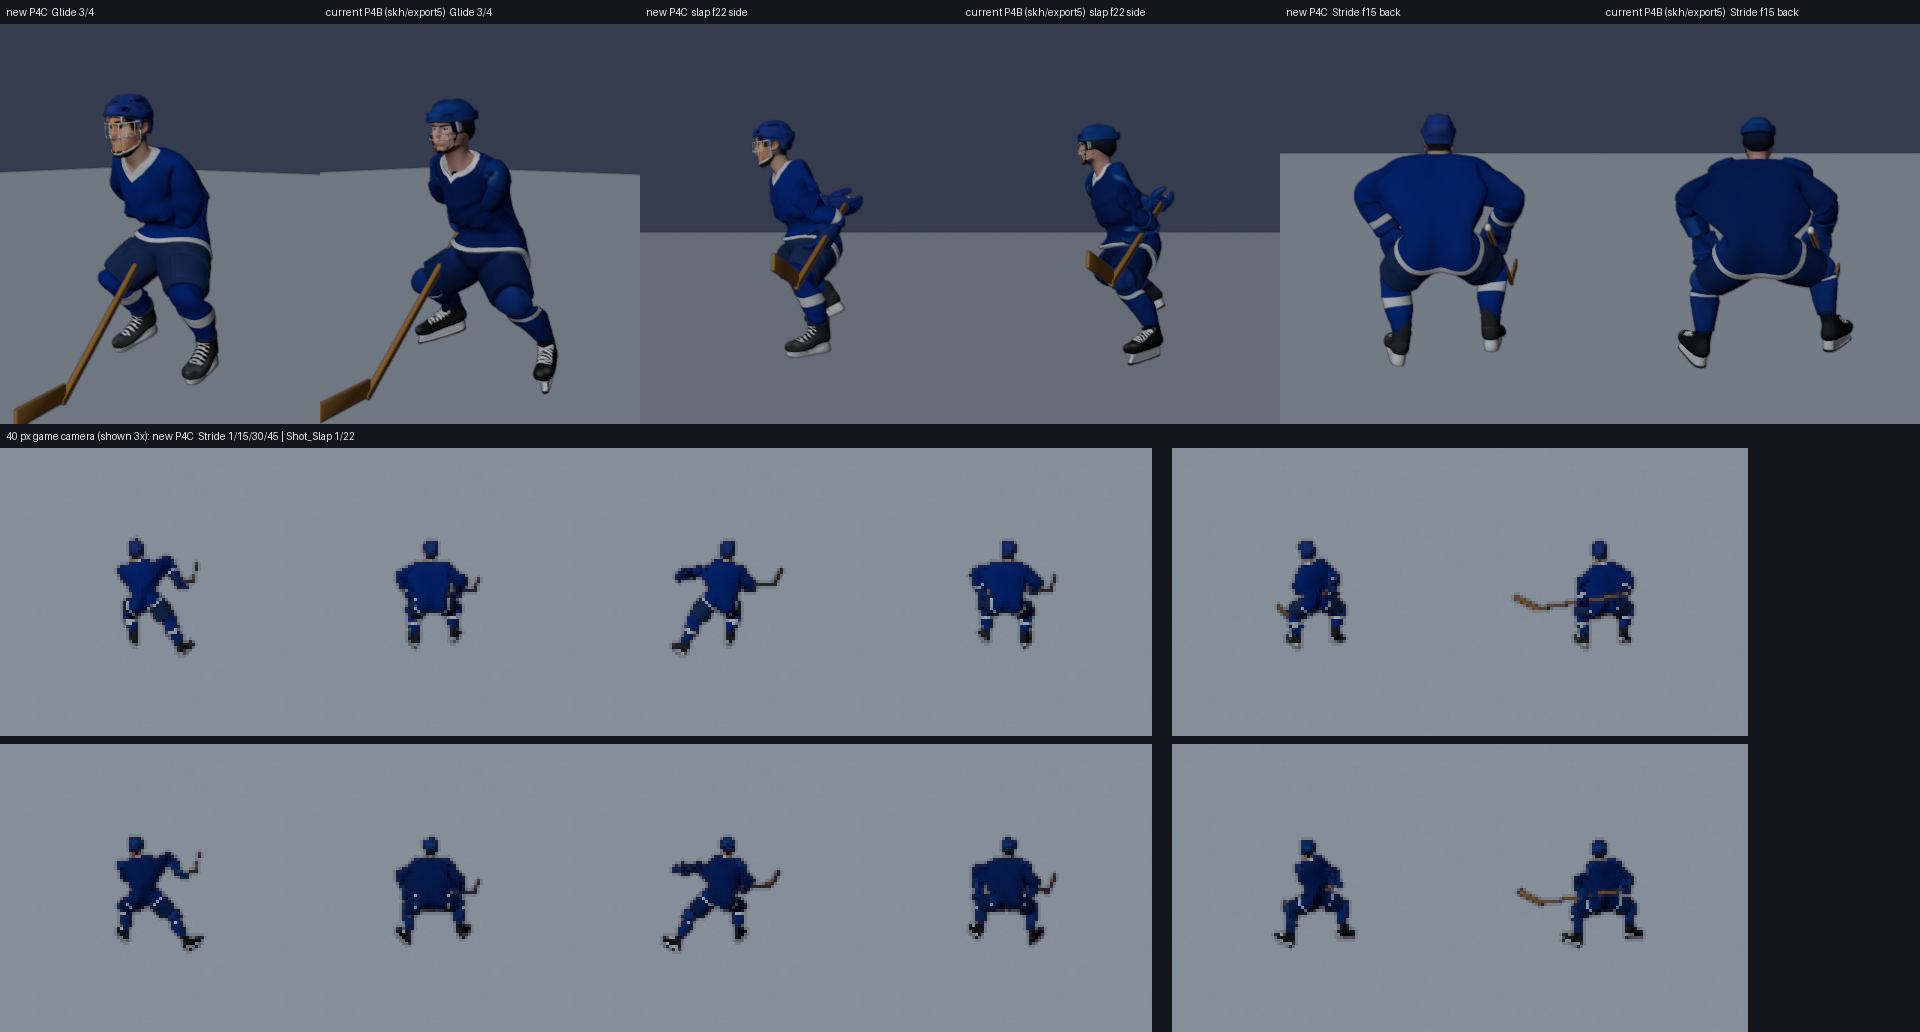 new P4C Glide 3/4
current P4B (skh/export5) Glide 3/4
new P4C slap f22 side
current P4B (skh/export5) slap f22 side
new P4C Stride f15 back
current P4B (skh/export5) Stride f15 back
40 px game camera (shown 3x): new P4C Stride 1/15/30/45 | Shot_Slap 1/22